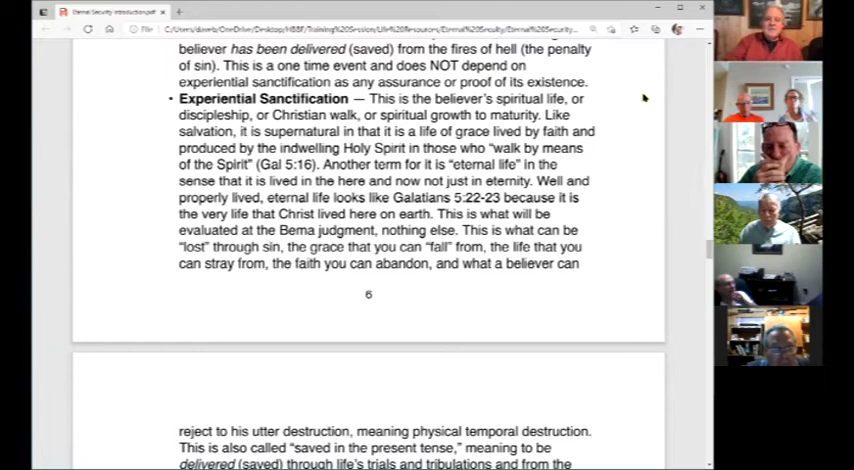 Eternal Security Introduction.pdf
File
believer has been delivered (saved) from the fires of hell (the penalty
of sin). This is a one time event and does NOT depend on
experiential sanctification as any assurance or proof of its existence.
• Experiential Sanctification — This is the believer's spiritual life, or
discipleship, or Christian walk, or spiritual growth to maturity. Like
salvation, it is supernatural in that it is a life of grace lived by faith and
produced by the indwelling Holy Spirit in those who “walk by means
of the Spirit” (Gal 5:16). Another term for it is “eternal life” in the
sense that it is lived in the here and now not just in eternity. Well and
properly lived, eternal life looks like Galatians 5:22-23 because it is
the very life that Christ lived here on earth. This is what will be
evaluated at the Bema judgment, nothing else. This is what can be
“lost” through sin, the grace that you can “fall” from, the life that you
can stray from, the faith you can abandon, and what a believer can
6
reject to his utter destruction, meaning physical temporal destruction.
This is also called “saved in the present tense,” meaning to be
delivered (saved) through life's trials and tribulations and from the